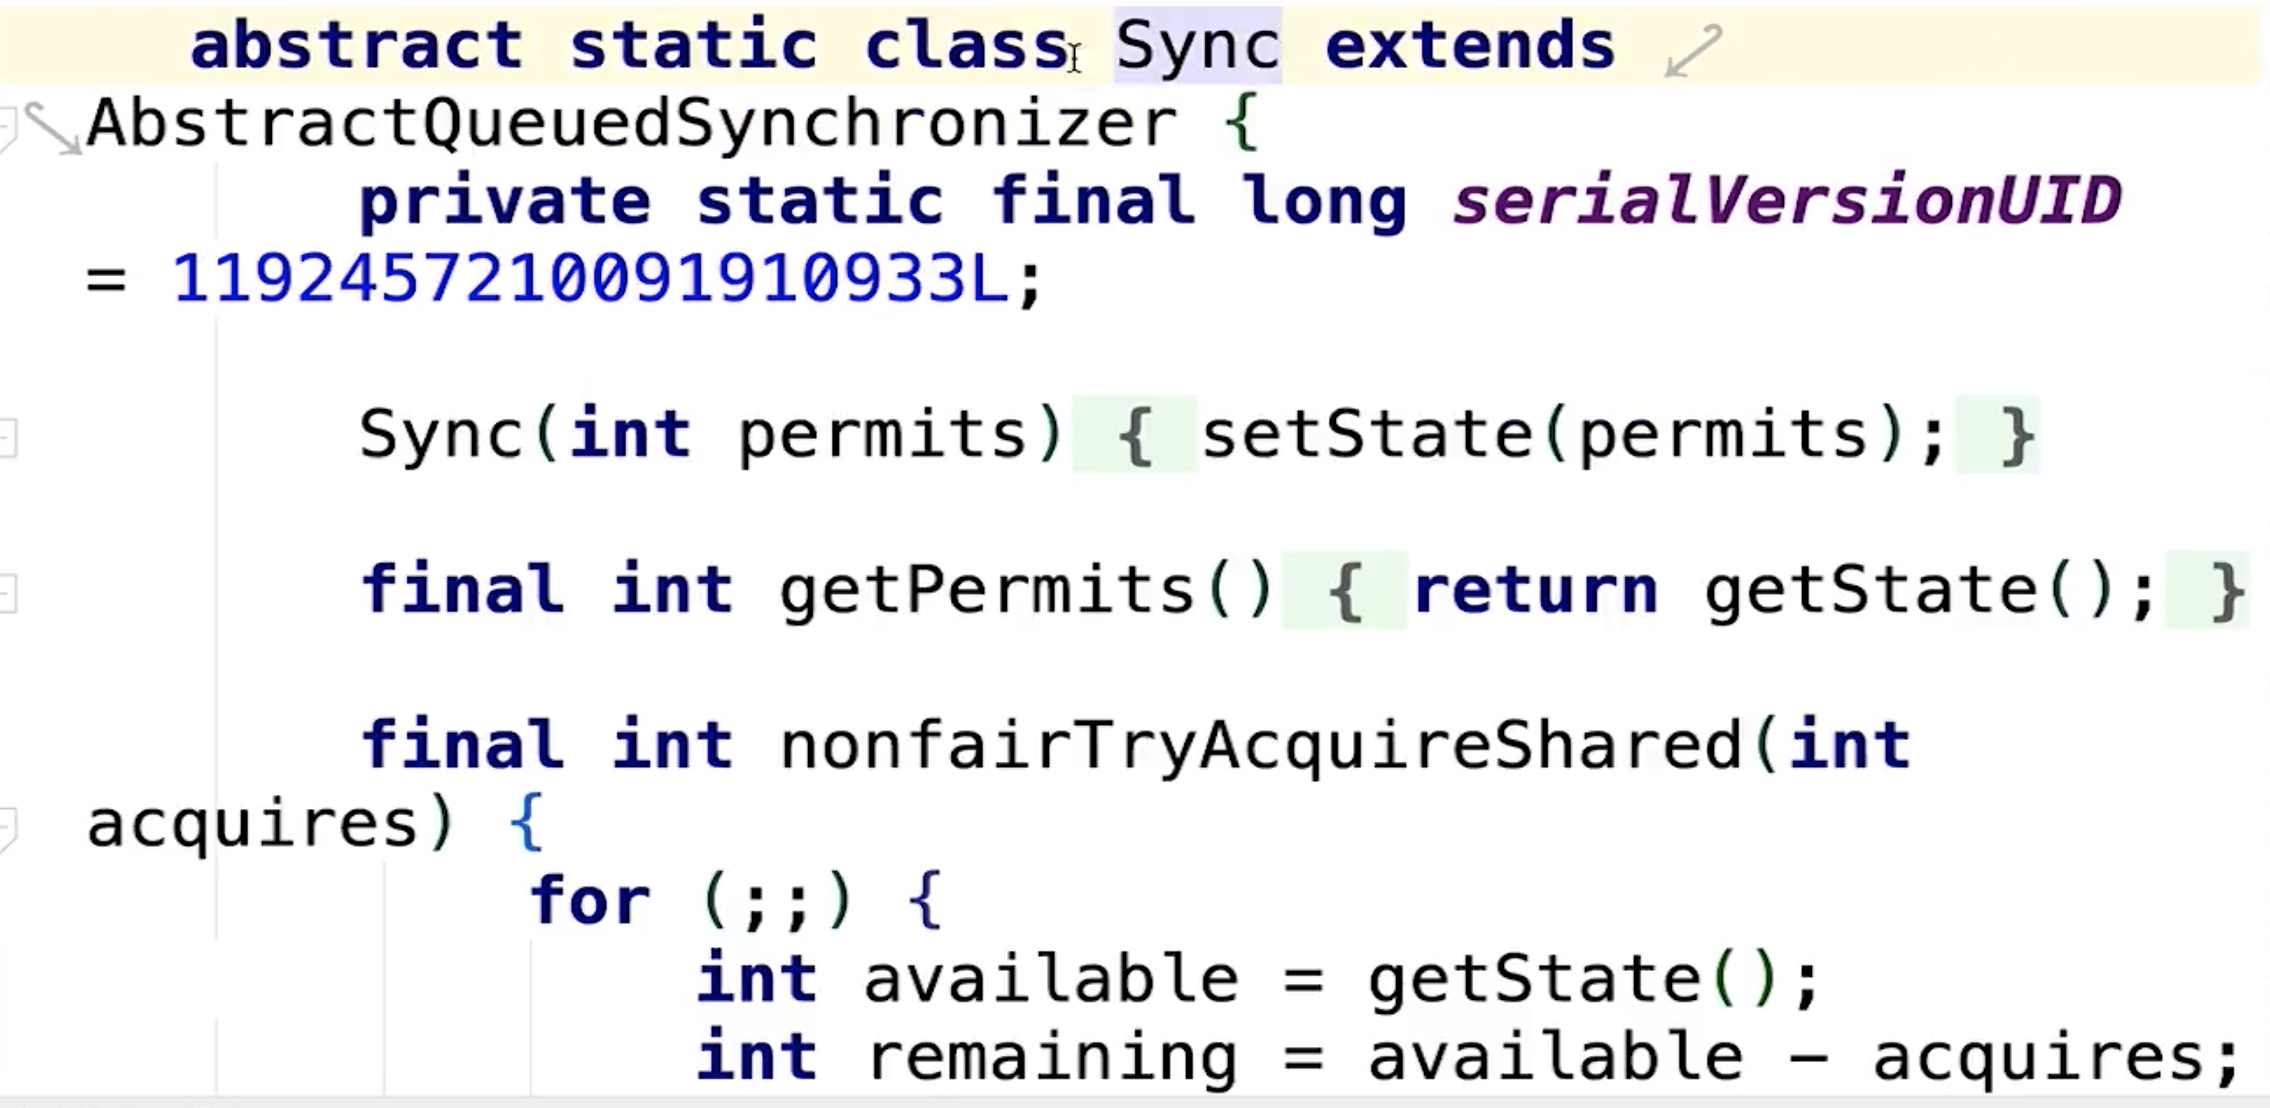 abstract static class Sync extends
AbstractQueuedSynchronizer {
private static final long serialVersionUID
= 1192457210091910933L;
Sync(int permits) { setState(permits); }
final int getPermits() { return getState(); }
final int nonfairTryAcquireShared(int
acquires) {
for (;;) {
int available = getState();
int remaining = available - acquires;